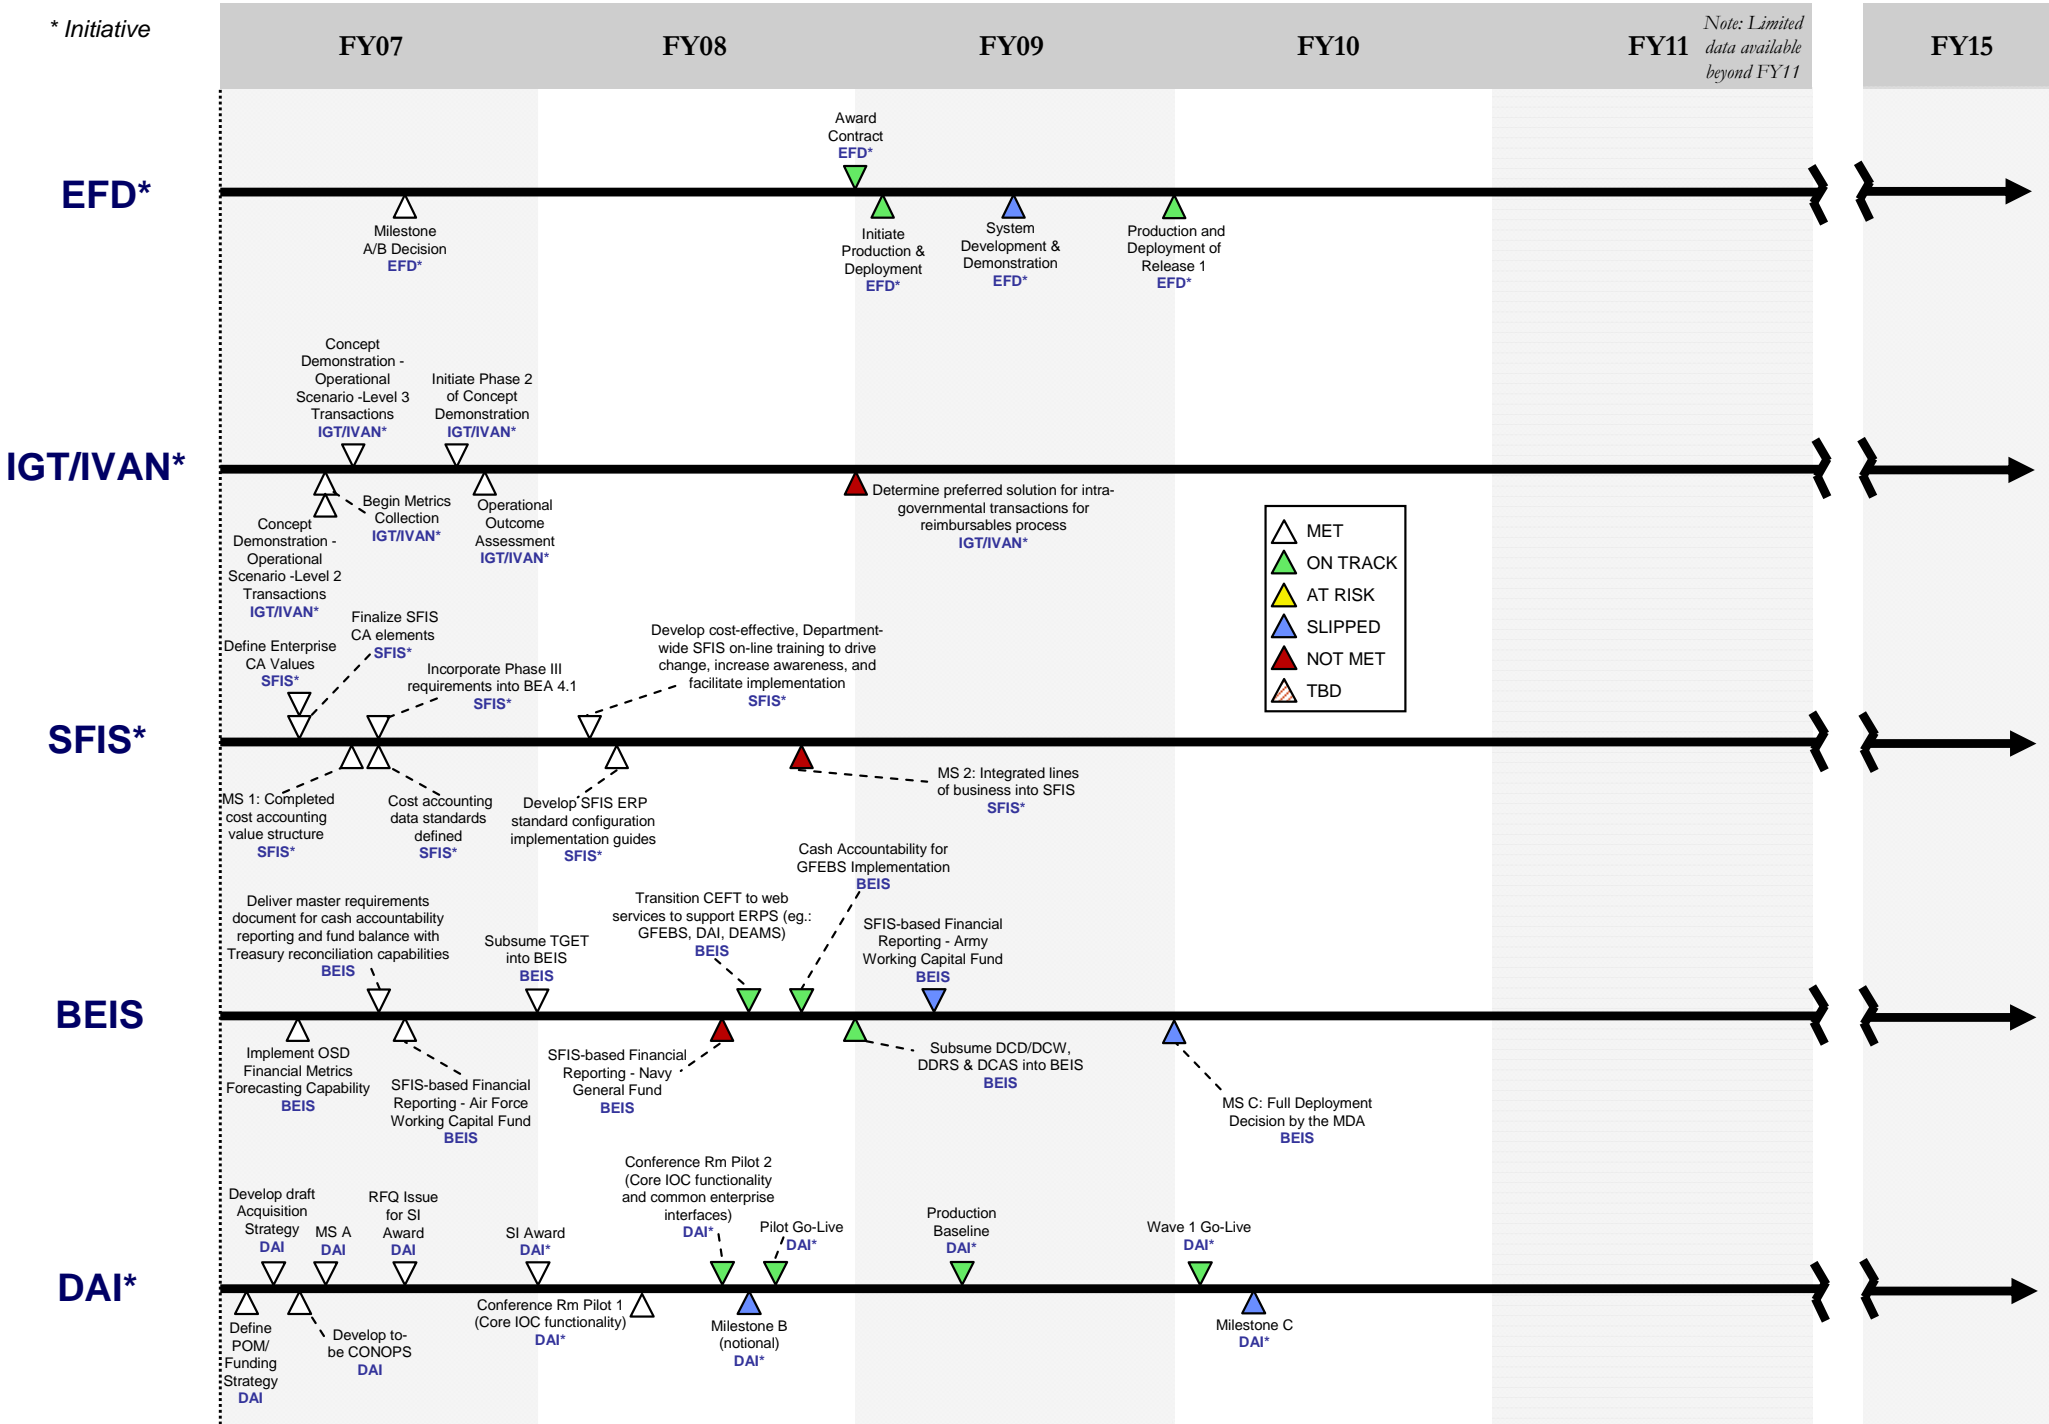 * Initiative
FY07
FY08
FY09
FY10
FY11
Note: Limited
data available
beyond FY11
FY15
EFD*
Award
Contract
EFD*
Milestone
A/B Decision
EFD*
Initiate
Production &
Deployment
EFD*
System
Development &
Demonstration
EFD*
Production and
Deployment of
Release 1
EFD*
IGT/IVAN*
Concept
Demonstration -
Operational
Scenario -Level 3
Transactions
IGT/IVAN*
Initiate Phase 2
of Concept
Demonstration
IGT/IVAN*
Concept
Demonstration -
Operational
Scenario -Level 2
Transactions
IGT/IVAN*
Begin Metrics
Collection
IGT/IVAN*
Operational
Outcome
Assessment
IGT/IVAN*
Determine preferred solution for intra-
governmental transactions for
reimbursables process
IGT/IVAN*
MET
ON TRACK
AT RISK
SLIPPED
NOT MET
TBD
SFIS*
Define Enterprise
CA Values
SFIS*
Finalize SFIS
CA elements
SFIS*
Incorporate Phase III
requirements into BEA 4.1
SFIS*
Develop cost-effective, Department-
wide SFIS on-line training to drive
change, increase awareness, and
facilitate implementation
SFIS*
MS 1: Completed
cost accounting
value structure
SFIS*
Cost accounting
data standards
defined
SFIS*
Develop SFIS ERP
standard configuration
implementation guides
SFIS*
MS 2: Integrated lines
of business into SFIS
SFIS*
BEIS
Deliver master requirements
document for cash accountability
reporting and fund balance with
Treasury reconciliation capabilities
BEIS
Subsume TGET
into BEIS
BEIS
Transition CEFT to web
services to support ERPS (eg.:
GFEBS, DAI, DEAMS)
BEIS
Cash Accountability for
GFEBS Implementation
BEIS
SFIS-based Financial
Reporting - Army
Working Capital Fund
BEIS
Implement OSD
Financial Metrics
Forecasting Capability
BEIS
SFIS-based Financial
Reporting - Air Force
Working Capital Fund
BEIS
SFIS-based Financial
Reporting - Navy
General Fund
BEIS
Subsume DCD/DCW,
DDRS & DCAS into BEIS
BEIS
MS C: Full Deployment
Decision by the MDA
BEIS
DAI*
Develop draft
Acquisition
Strategy
DAI
MS A
DAI
RFQ Issue
for SI
Award
DAI
SI Award
DAI*
Conference Rm Pilot 2
(Core IOC functionality
and common enterprise
interfaces)
DAI*
Pilot Go-Live
DAI*
Production
Baseline
DAI*
Wave 1 Go-Live
DAI*
Define
POM/
Funding
Strategy
DAI
Develop to-
be CONOPS
DAI
Conference Rm Pilot 1
(Core IOC functionality)
DAI*
Milestone B
(notional)
DAI*
Milestone C
DAI*